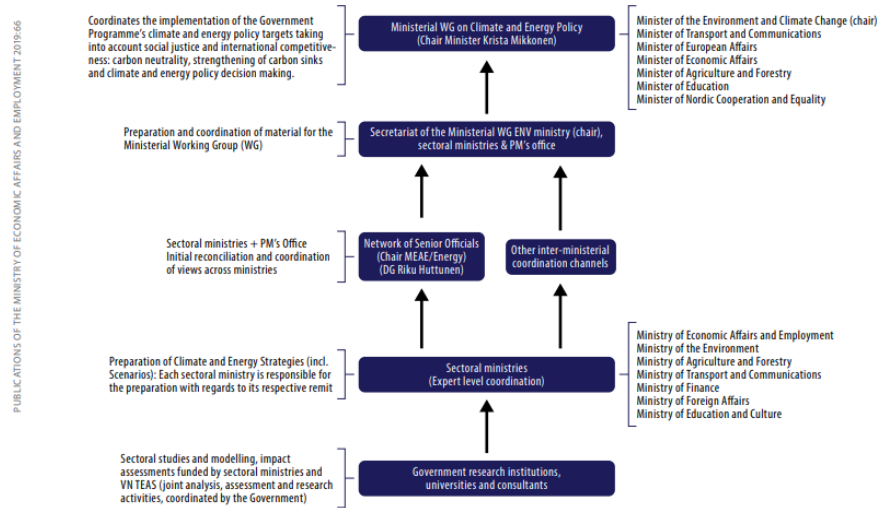 PUBLICATIONS OF THE MINISTRY OF ECONOMIC AFFAIRS AND EMPLOYMENT 2019:66
Coordinates the implementation of the Government
Programme's climate and energy policy targets taking
into account social justice and international competitive-
ness: carbon neutrality, strengthening of carbon sinks
and climate and energy policy decision making.
Ministerial WG on Climate and Energy Policy
(Chair Minister Krista Mikkonen)
Minister of the Environment and Climate Change (chair)
Minister of Transport and Communications
Minister of European Affairs
Minister of Economic Affairs
Minister of Agriculture and Forestry
Minister of Education
Minister of Nordic Cooperation and Equality
Preparation and coordination of material for the
Ministerial Working Group (WG)
Secretariat of the Ministerial WG ENV ministry (chair),
sectoral ministries & PM's office
Sectoral ministries + PM's Office
Initial reconciliation and coordination
of views across ministries
Network of Senior Officials
(Chair MEAE/Energy)
(DG Riku Huttunen)
Other inter-ministerial
coordination channels
Preparation of Climate and Energy Strategies (incl.
Scenarios): Each sectoral ministry is responsible for
the preparation with regards to its respective remit
Sectoral ministries
(Expert level coordination)
Ministry of Economic Affairs and Employment
Ministry of the Environment
Ministry of Agriculture and Forestry
Ministry of Transport and Communications
Ministry of Finance
Ministry of Foreign Affairs
Ministry of Education and Culture
Sectoral studies and modelling, impact
assessments funded by sectoral ministries and
VN TEAS (joint analysis, assessment and research
activities, coordinated by the Government)
Government research institutions,
universities and consultants